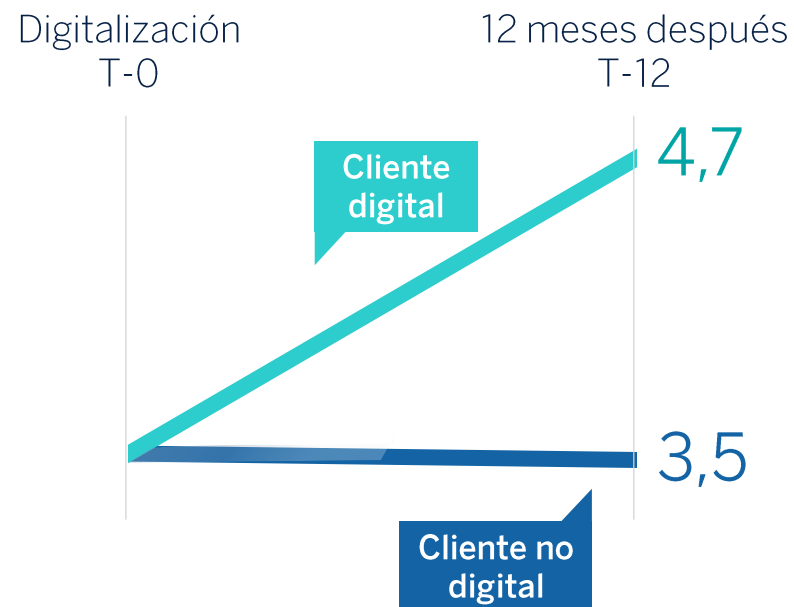 Digitalización
T-0
12 meses después
T-12
4,7
Cliente
digital
3,5
Cliente no
digital